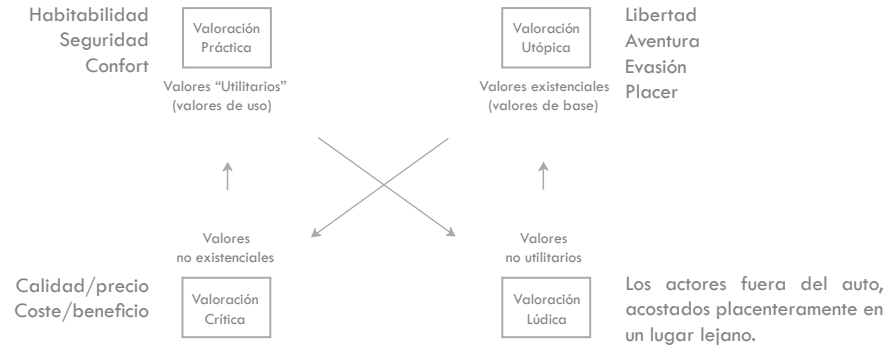 Habitabilidad
Seguridad
Confort
Valoración
Práctica
Valores “Utilitarios”
(valores de uso)
Valoración
Utópica
Valores existenciales
(valores de base)
Libertad
Aventura
Evasión
Placer
Valores
no existenciales
Calidad/precio
Coste/beneficio
Valoración
Crítica
Valores
no utilitarios
Valoración
Lúdica
Los actores fuera del auto,
acostados placenteramente en
un lugar lejano.